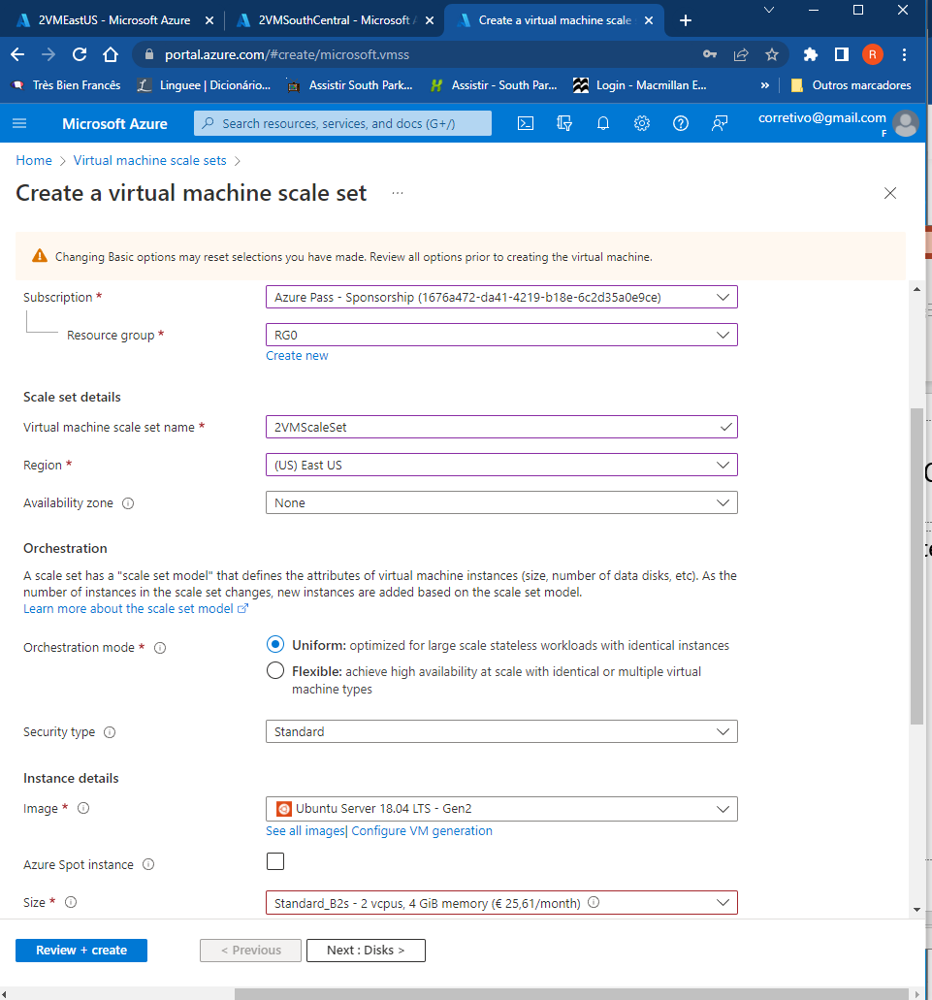 2VMEastUS - Microsoft Azure
2VMSouthCentral - Microsoft A
Create a virtual machine scale
portal.azure.com/#create/microsoft.vmss
R
Très Bien Francês
Linguee | Dicionário...
Assistir South Park...
Assistir - South Par...
Login - Macmillan E...
»
Outros marcadores
Microsoft Azure
Search resources, services, and docs (G+/)
corretivo@gmail.com
F
Home > Virtual machine scale sets >
Create a virtual machine scale set ...
Changing Basic options may reset selections you have made. Review all options prior to creating the virtual machine.
Subscription * Azure Pass - Sponsorship (1676a472-da41-4219-b18e-6c2d35a0e9ce)
Resource group * RG0
Create new
Scale set details
Virtual machine scale set name * 2VMScaleSet
Region * (US) East US
Availability zone None
Orchestration
A scale set has a "scale set model" that defines the attributes of virtual machine instances (size, number of data disks, etc). As the
number of instances in the scale set changes, new instances are added based on the scale set model.
Learn more about the scale set model
Orchestration mode * Uniform: optimized for large scale stateless workloads with identical instances
Flexible: achieve high availability at scale with identical or multiple virtual
machine types
Security type Standard
Instance details
Image * Ubuntu Server 18.04 LTS - Gen2
See all images| Configure VM generation
Azure Spot instance
Size * Standard_B2s - 2 vcpus, 4 GiB memory (€ 25,61/month)
Review + create
< Previous
Next : Disks >